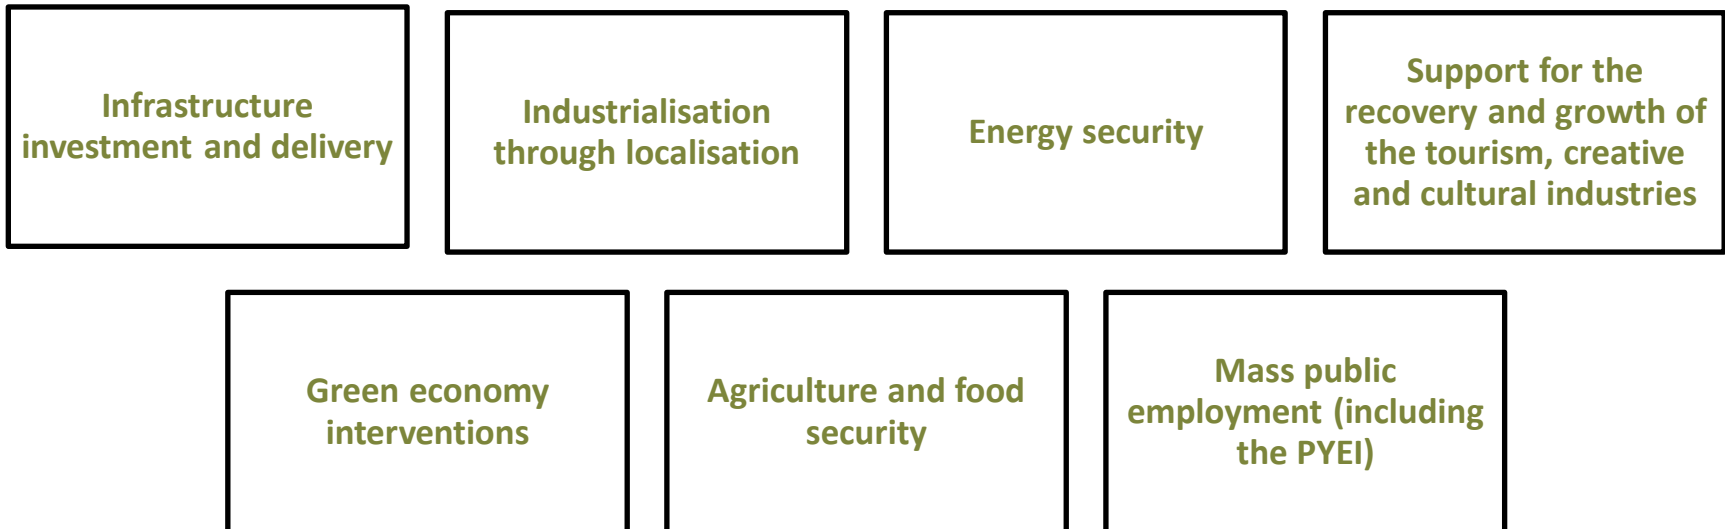 Infrastructure
investment and delivery
Industrialisation
through localisation
Energy security
Support for the
recovery and growth of
the tourism, creative
and cultural industries
Green economy
interventions
Agriculture and food
security
Mass public
employment (including
the PYEI)